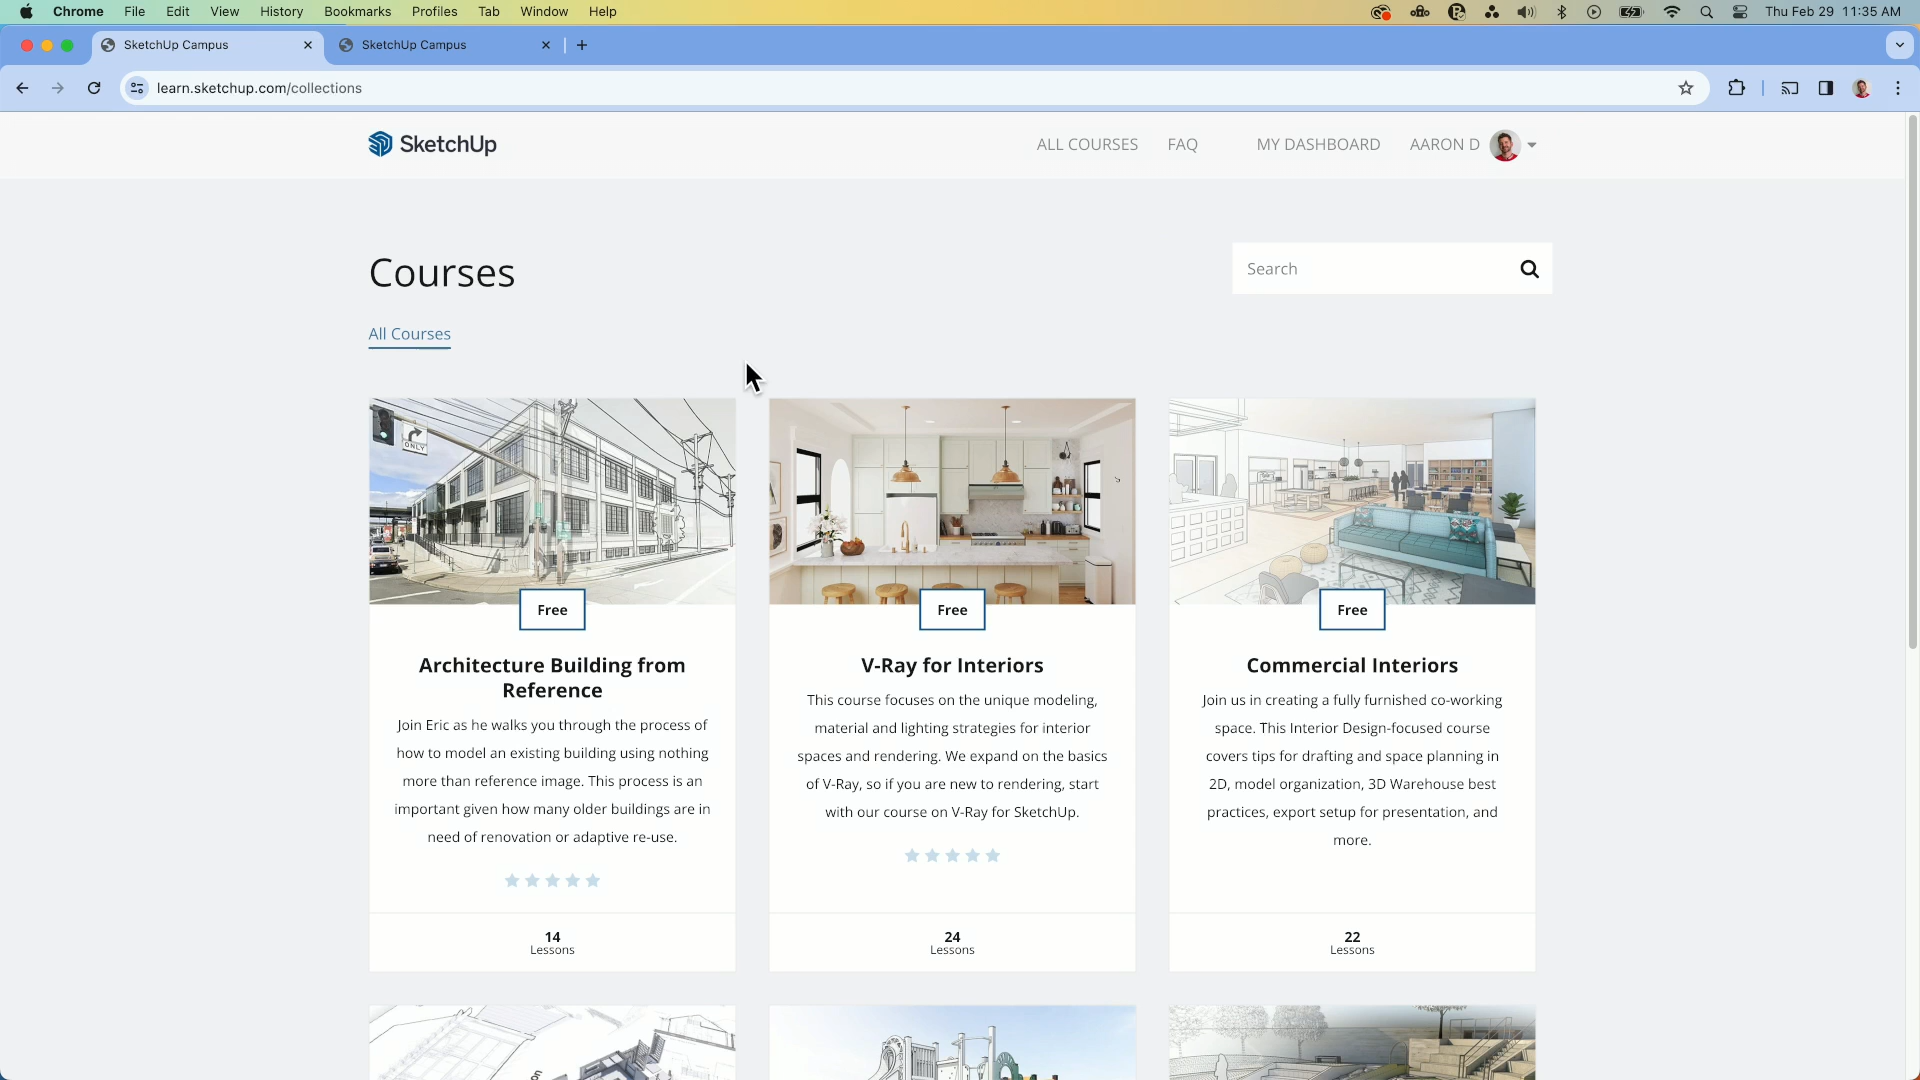 Chrome File Edit View History Bookmarks Profiles Tab Window Help Thu Feb 29 11:35 AM
SketchUp Campus SketchUp Campus
learn.sketchup.com/collections
SketchUp ALL COURSES FAQ MY DASHBOARD AARON D
Courses
Search
All Courses
ONLY
Free
Architecture Building from
Reference
Join Eric as he walks you through the process of
how to model an existing building using nothing
more than reference image. This process is an
important given how many older buildings are in
need of renovation or adaptive re-use.
14
Lessons
Free
V-Ray for Interiors
This course focuses on the unique modeling,
material and lighting strategies for interior
spaces and rendering. We expand on the basics
of V-Ray, so if you are new to rendering, start
with our course on V-Ray for SketchUp.
24
Lessons
Free
Commercial Interiors
Join us in creating a fully furnished co-working
space. This Interior Design-focused course
covers tips for drafting and space planning in
2D, model organization, 3D Warehouse best
practices, export setup for presentation, and
more.
22
Lessons